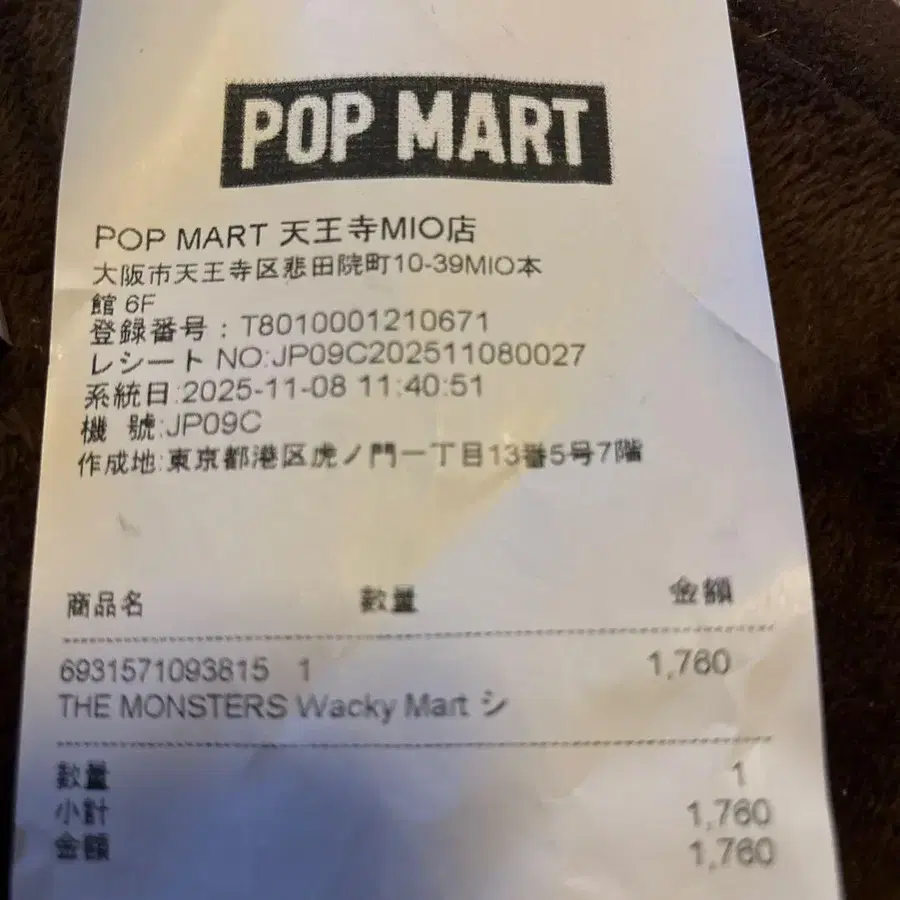 POP MART
POP MART 天王寺MIO店
大阪市天王寺区悲田院町10-39MIO本
館 6F
登録番号：T8010001210671
レシート NO:JP09C202511080027
系統日:2025-11-08 11:40:51
機 號:JP09C
作成地:東京都港区虎ノ門一丁目13番5号7階
商品名 数量 金額
6931571093815 1 1,760
THE MONSTERS Wacky Mart シ
数量 1
小計 1,760
金額 1,760